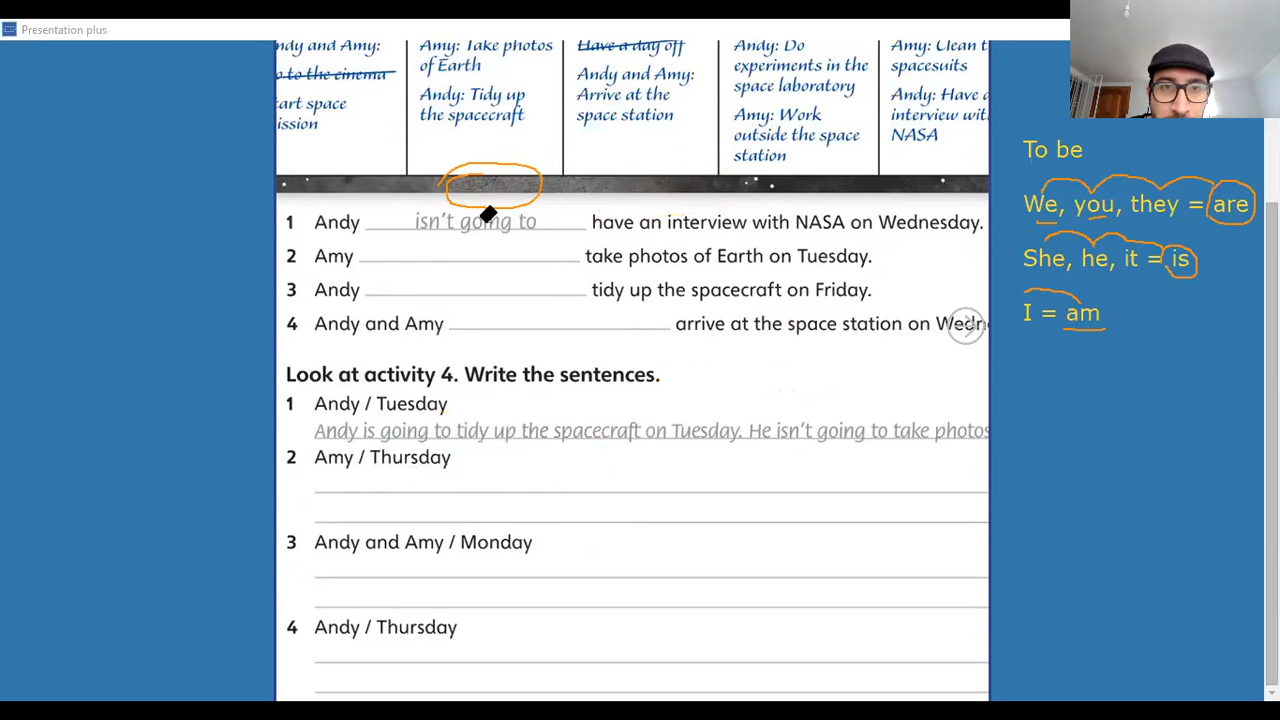 Presentation plus
ndy and Amy:
o to the cinema
tart space
ission
Amy: Take photos
of Earth
Andy: Tidy up
the spacecraft
Have a day off
Andy and Amy:
Arrive at the
space station
Andy: Do
experiments in the
space laboratory
Amy: Work
outside the space
station
Amy: Clean t
spacesuits
Andy: Have a
interview wit
NASA
To be
We, you, they = are
She, he, it = is
I = am
1 Andy isn't going to have an interview with NASA on Wednesday.
2 Amy take photos of Earth on Tuesday.
3 Andy tidy up the spacecraft on Friday.
4 Andy and Amy arrive at the space station on Wedn
Look at activity 4. Write the sentences.
1 Andy / Tuesday
Andy is going to tidy up the spacecraft on Tuesday. He isn't going to take photos
2 Amy / Thursday
3 Andy and Amy / Monday
4 Andy / Thursday